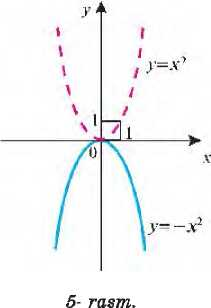 y
y=x²
1
1
0
x
y=−x²
5- rasm.